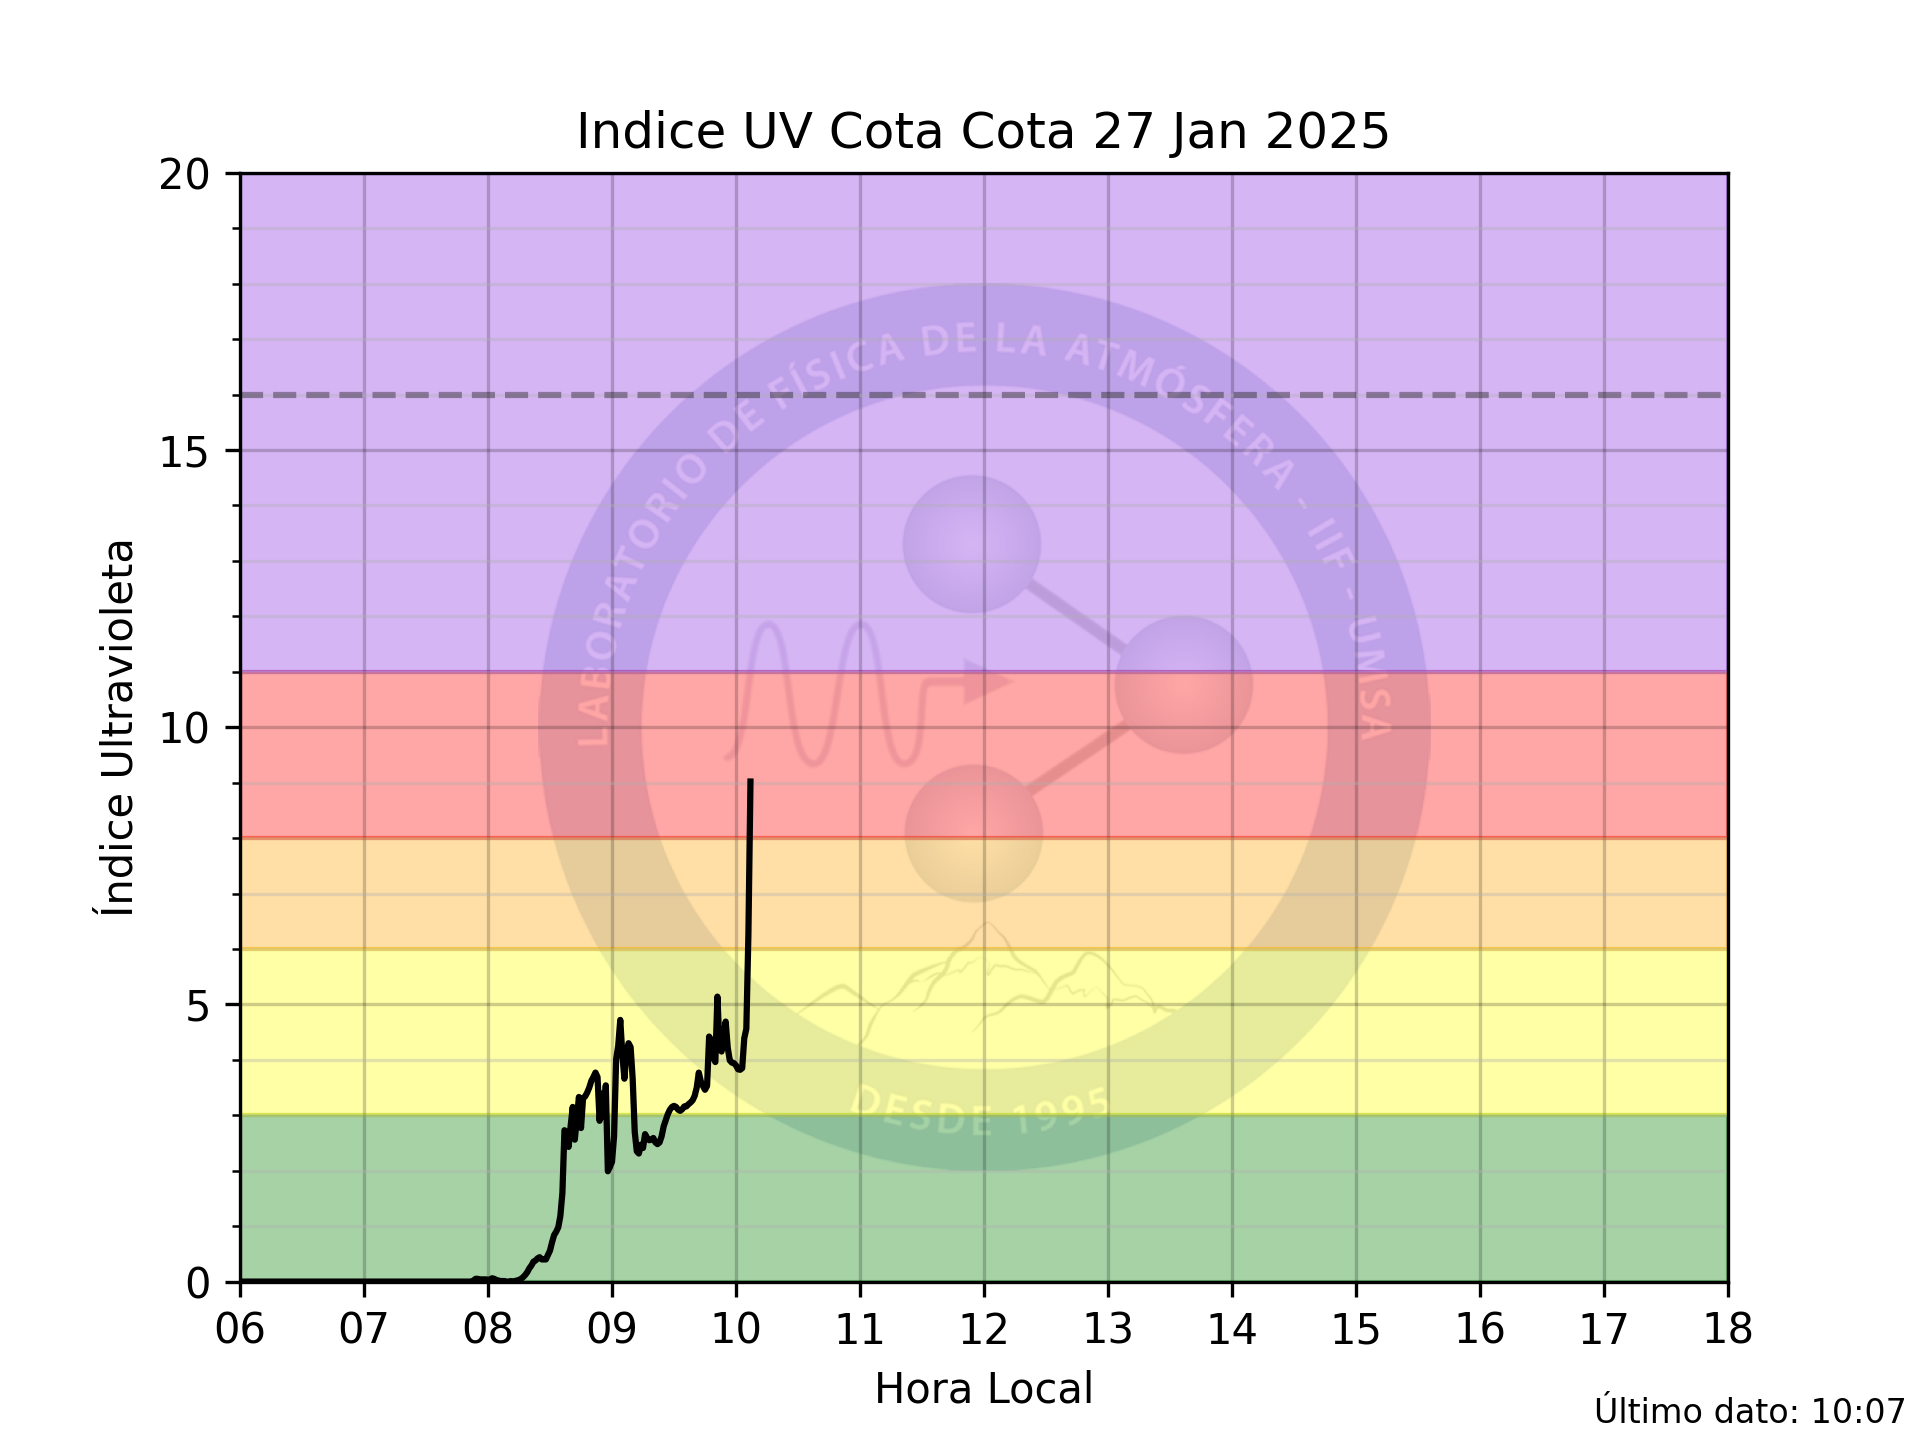 Indice UV Cota Cota 27 Jan 2025
20
15
10
5
0
Índice Ultravioleta
LABORATORIO DE FÍSICA DE LA ATMÓSFERA - IIF - UMSA
DESDE 1995
06 07 08 09 10 11 12 13 14 15 16 17 18
Hora Local
Último dato: 10:07